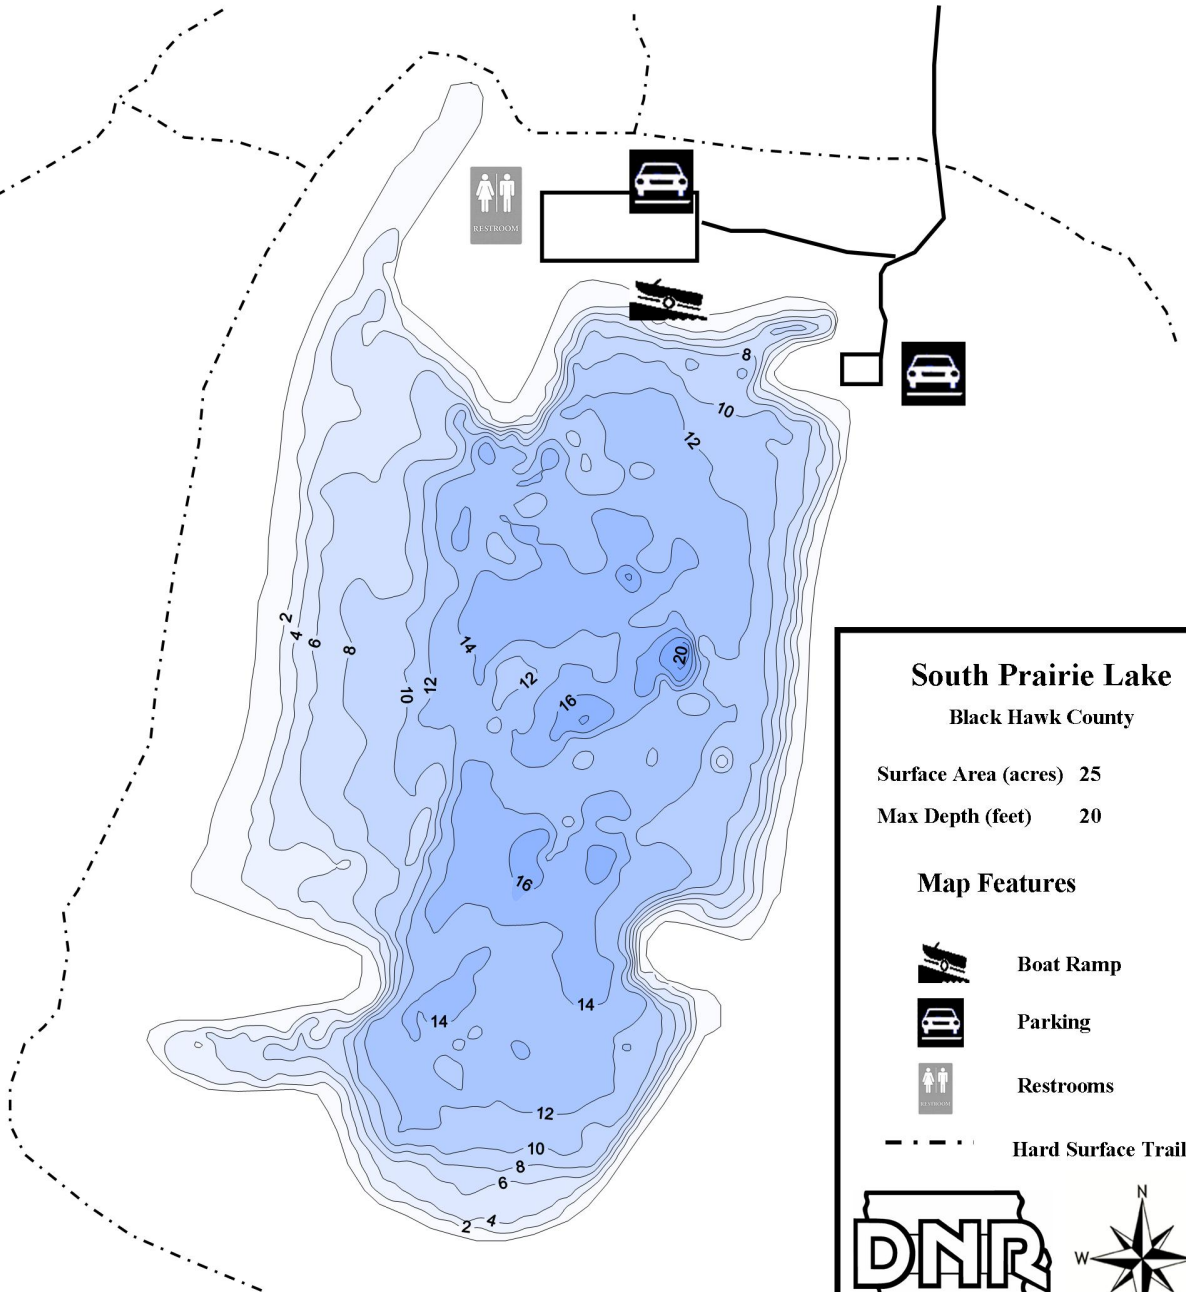 RESTROOM
8
10
12
2
4
6
8
10
12
14
12
16
20
16
14
14
12
10
8
6
4
2
South Prairie Lake
Black Hawk County
Surface Area (acres) 25
Max Depth (feet) 20
Map Features
Boat Ramp
Parking
RESTROOM
Restrooms
Hard Surface Trail
DNR
N
W